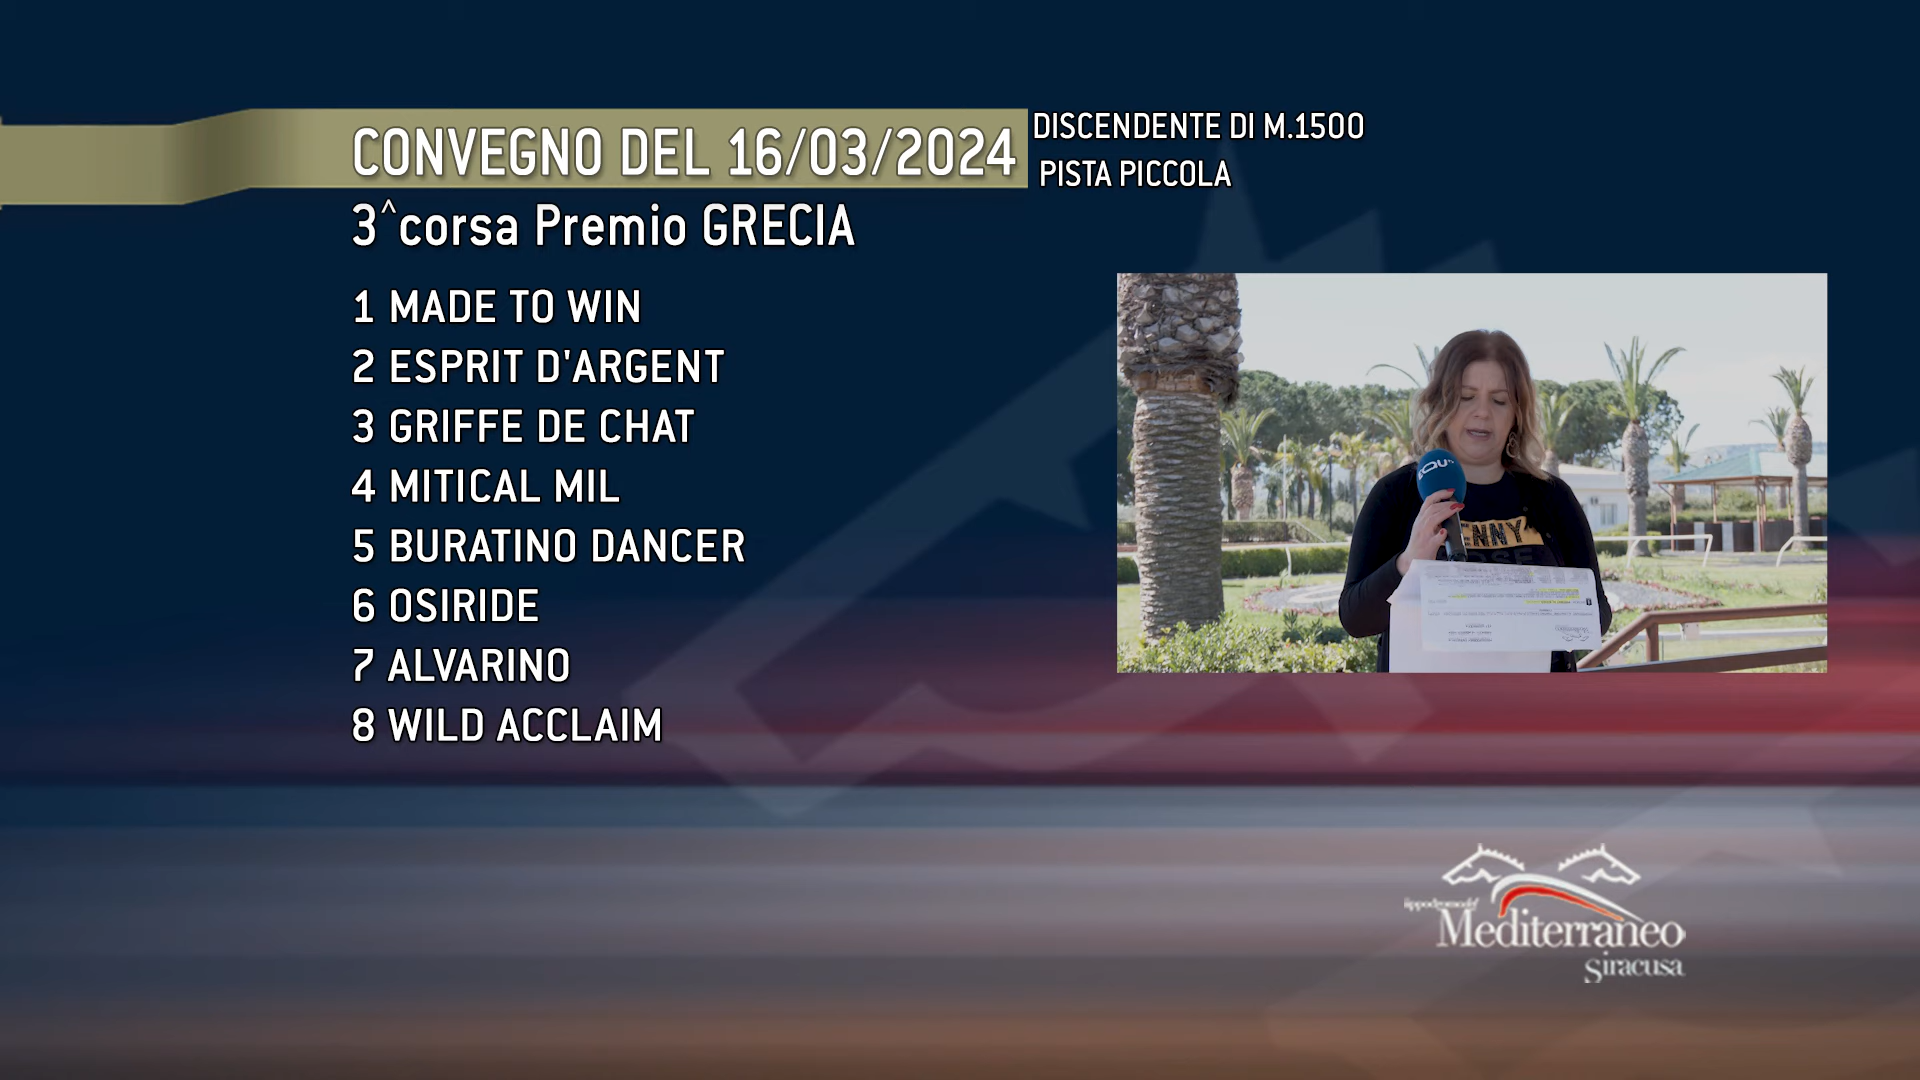 CONVEGNO DEL 16/03/2024
DISCENDENTE DI M.1500
PISTA PICCOLA
3^corsa Premio GRECIA
1 MADE TO WIN
2 ESPRIT D'ARGENT
3 GRIFFE DE CHAT
4 MITICAL MIL
5 BURATINO DANCER
6 OSIRIDE
7 ALVARINO
8 WILD ACCLAIM
Mediterraneo
Siracusa